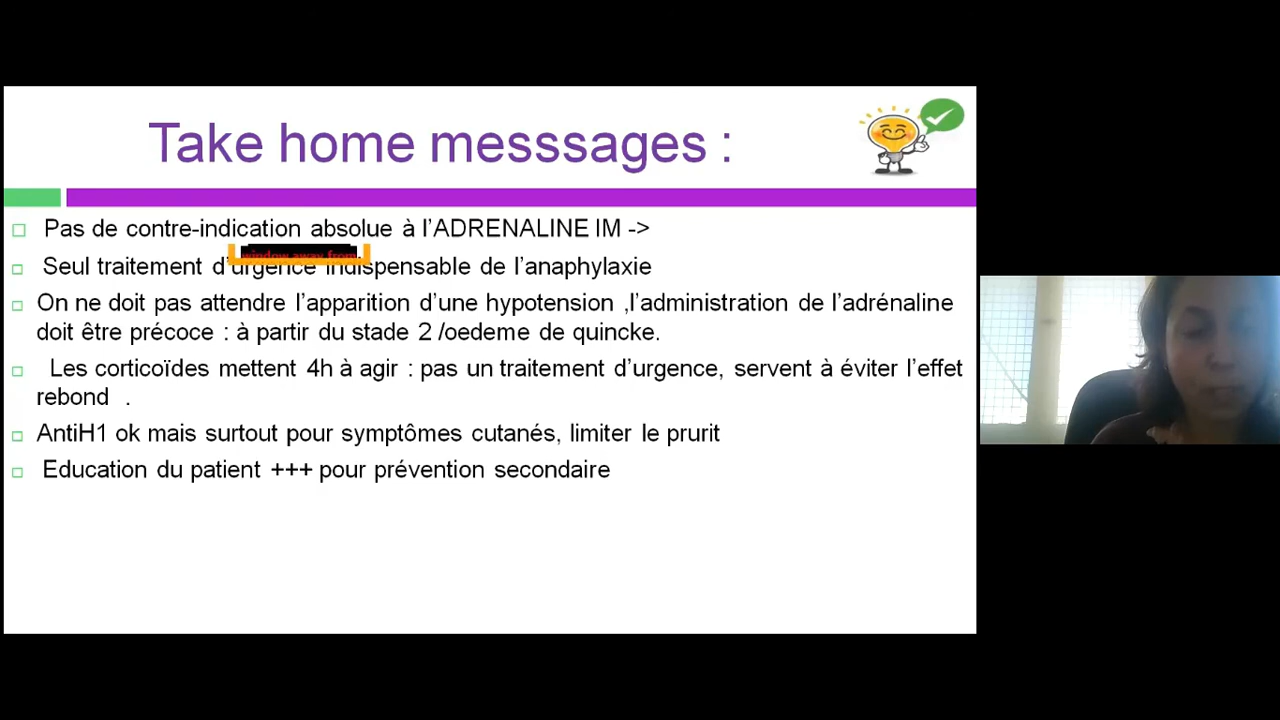 Take home messsages :
Pas de contre-indication absolue à l’ADRENALINE IM ->
window away from
Seul traitement d’urgence indispensable de l’anaphylaxie
On ne doit pas attendre l’apparition d’une hypotension ,l’administration de l’adrénaline
doit être précoce : à partir du stade 2 /oedeme de quincke.
Les corticoïdes mettent 4h à agir : pas un traitement d’urgence, servent à éviter l’effet
rebond .
AntiH1 ok mais surtout pour symptômes cutanés, limiter le prurit
Education du patient +++ pour prévention secondaire